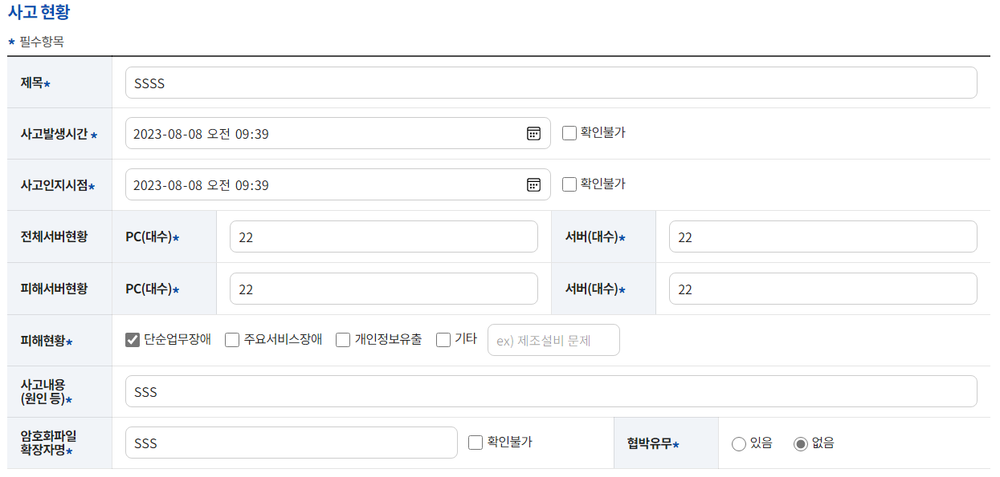 사고 현황
* 필수항목
제목* SSSS
사고발생시간 * 2023-08-08 오전 09:39 확인불가
사고인지시점* 2023-08-08 오전 09:39 확인불가
전체서버현황 PC(대수)* 22 서버(대수)* 22
피해서버현황 PC(대수)* 22 서버(대수)* 22
피해현황* 단순업무장애 주요서비스장애 개인정보유출 기타 ex) 제조설비 문제
사고내용
(원인 등)* SSS
암호화파일
확장자명* SSS 확인불가 협박유무* 있음 없음